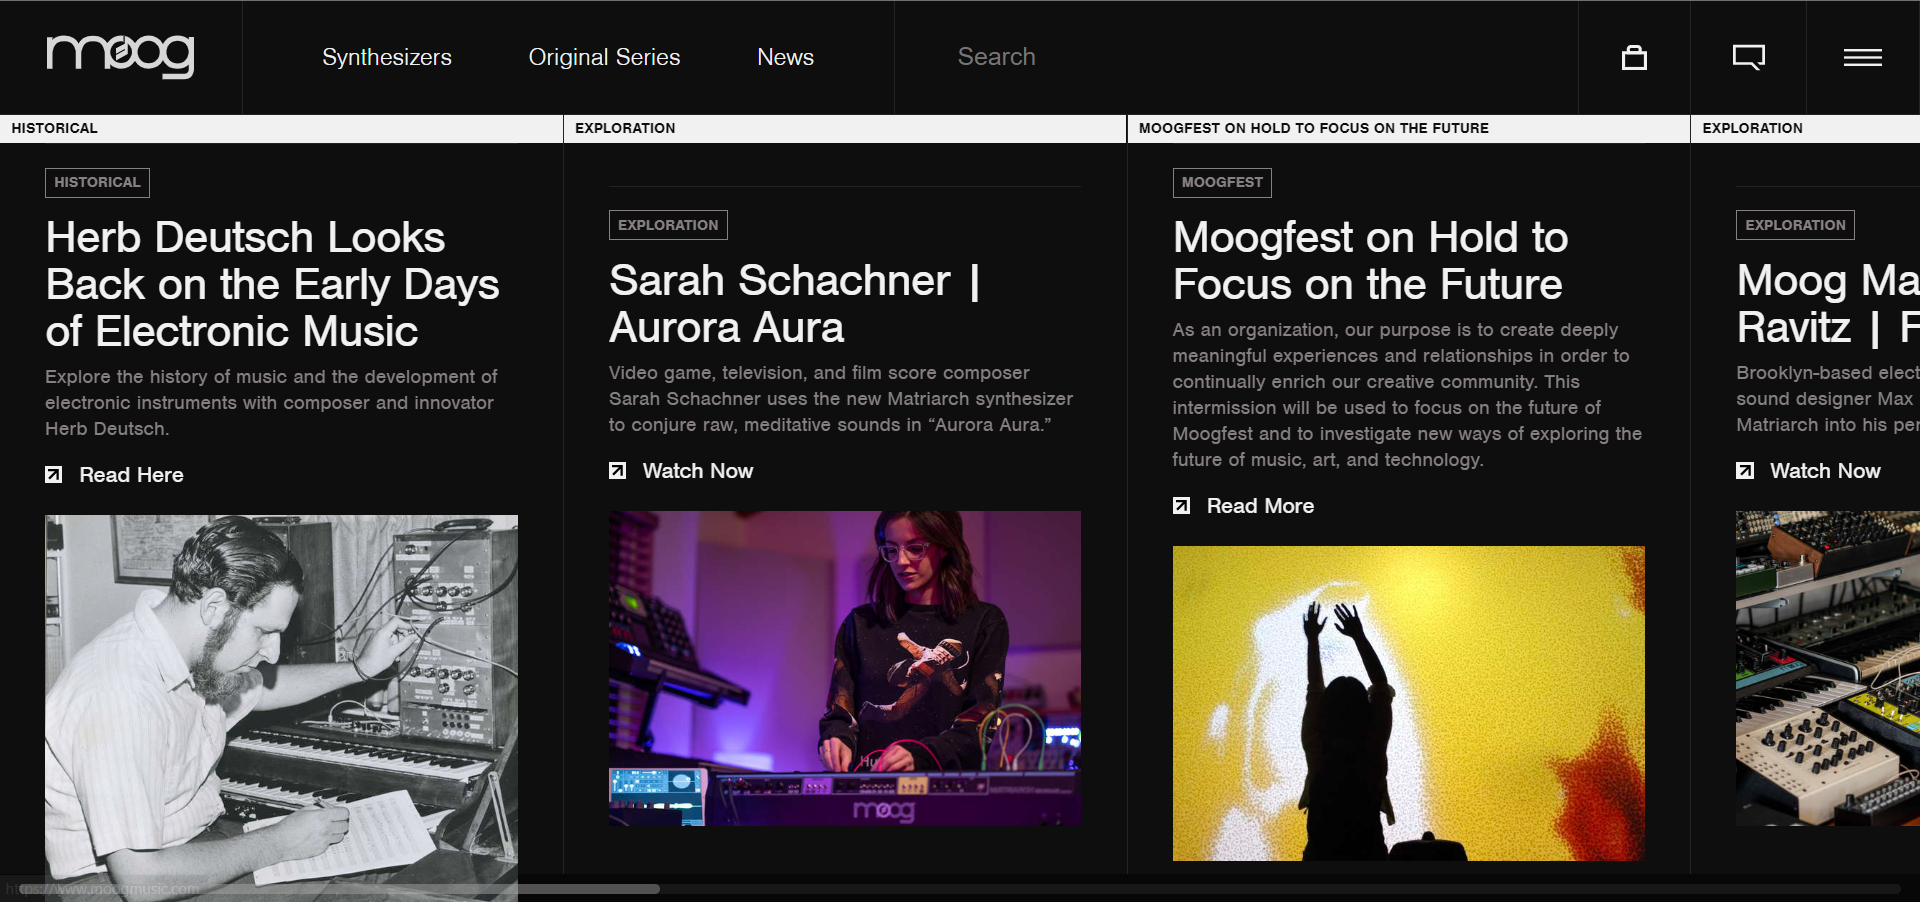 moog
Synthesizers
Original Series
News
Search
HISTORICAL
EXPLORATION
MOOGFEST ON HOLD TO FOCUS ON THE FUTURE
EXPLORATION
HISTORICAL
Herb Deutsch Looks
Back on the Early Days
of Electronic Music
Explore the history of music and the development of
electronic instruments with composer and innovator
Herb Deutsch.
Read Here
EXPLORATION
Sarah Schachner |
Aurora Aura
Video game, television, and film score composer
Sarah Schachner uses the new Matriarch synthesizer
to conjure raw, meditative sounds in “Aurora Aura.”
Watch Now
moog
MOOGFEST
Moogfest on Hold to
Focus on the Future
As an organization, our purpose is to create deeply
meaningful experiences and relationships in order to
continually enrich our creative community. This
intermission will be used to focus on the future of
Moogfest and to investigate new ways of exploring the
future of music, art, and technology.
Read More
EXPLORATION
Moog Ma
Ravitz | F
Brooklyn-based elect
sound designer Max
Matriarch into his per
Watch Now
https://www.moogmusic.com